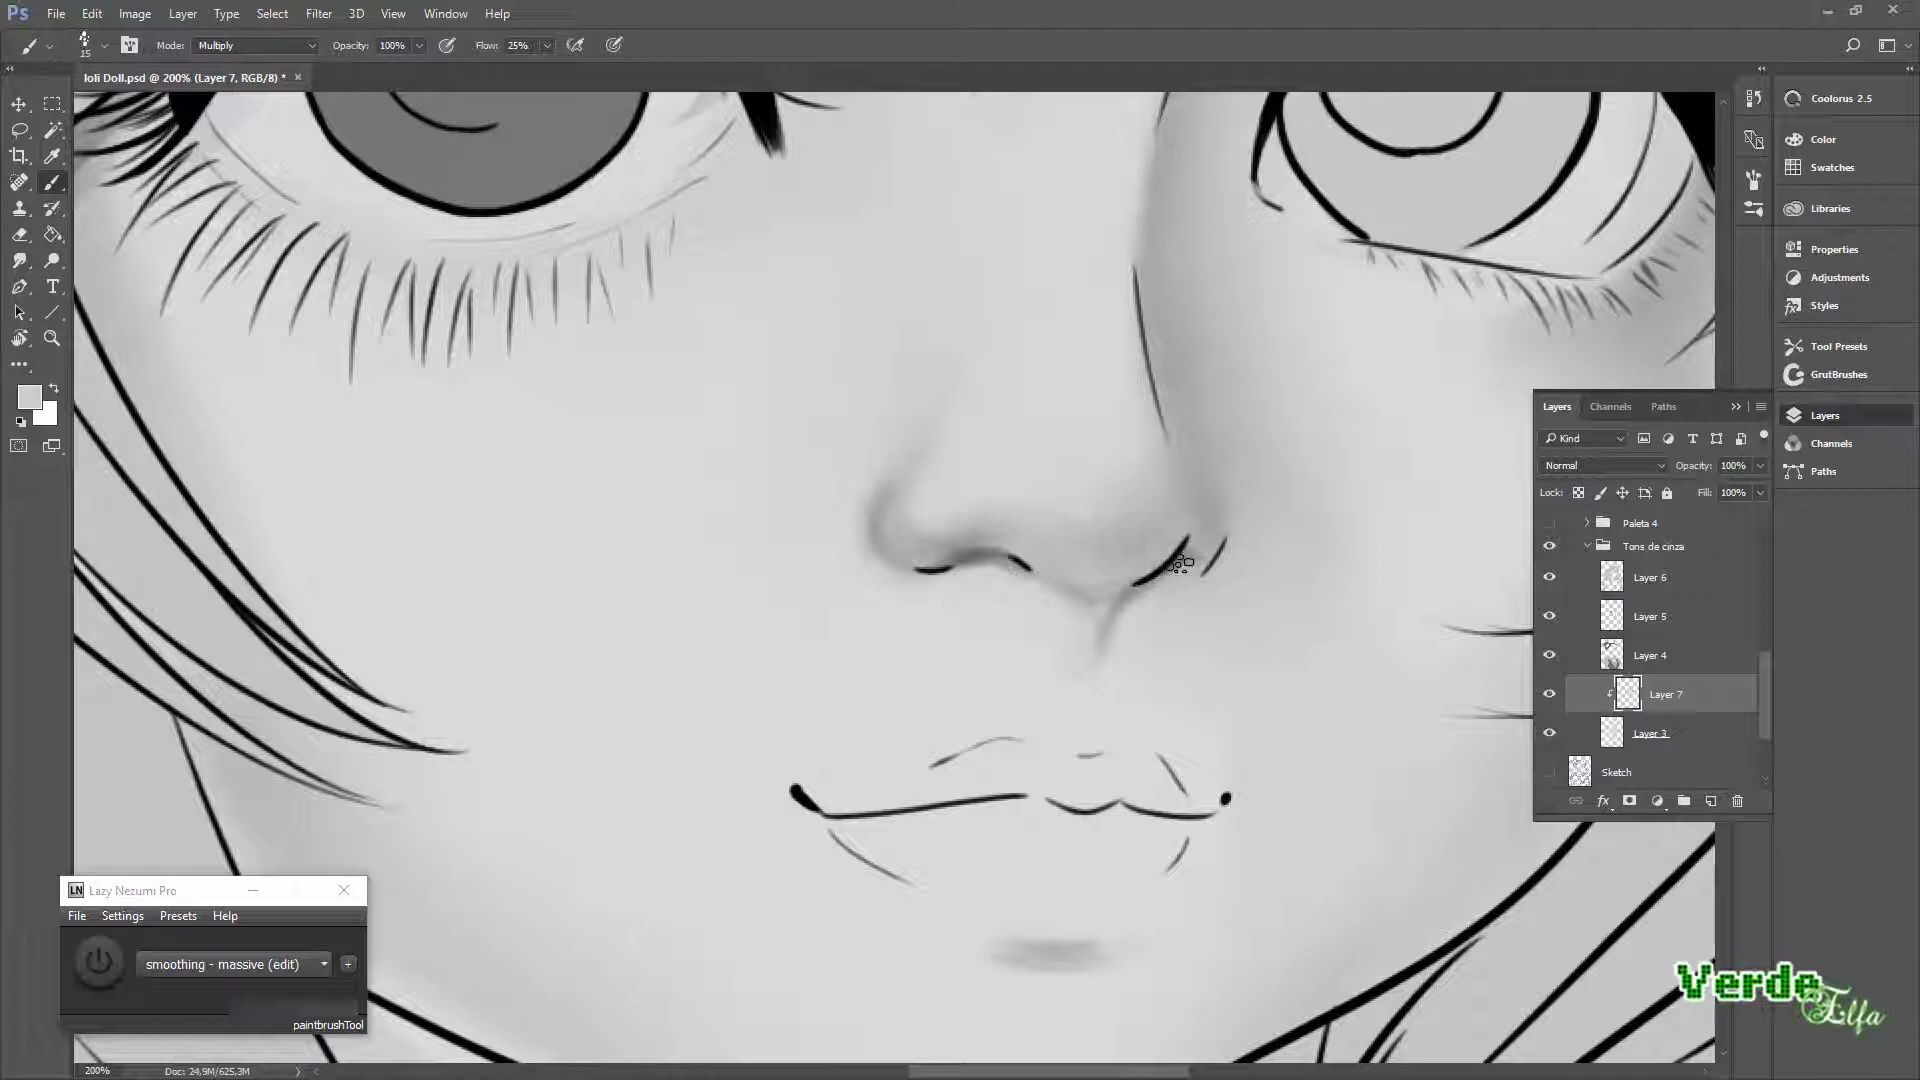 Ps File Edit Image Layer Type Select Filter 3D View Window Help
15 Mode: Multiply Opacity: 100% Flow: 25%
loli Doll.psd @ 200% (Layer 7, RGB/8) *
Coolorus 2.5
Color
Swatches
Libraries
Properties
Adjustments
Styles
Tool Presets
GrutBrushes
Layers
Channels
Paths
Layers Channels Paths
Kind
Normal Opacity: 100%
Lock: Fill: 100%
Paleta 4
Tons de cinza
Layer 6
Layer 5
Layer 4
Layer 7
Layer 3
Sketch
LN Lazy Nezumi Pro
File Settings Presets Help
smoothing - massive (edit) +
paintbrushTool
Verde
Elfa
200% Doc: 24,9M/625,3M